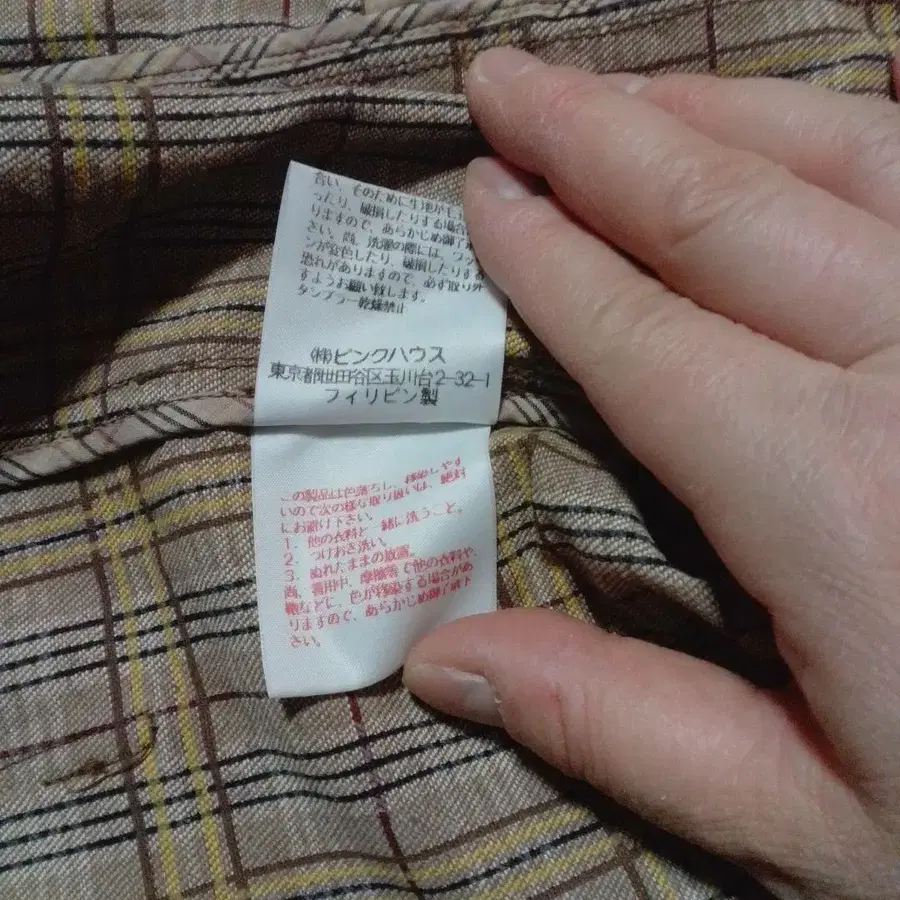 合い、そのために生地が
ったり、破損したりする場合
りますので、あらかじめ御了承
さい。尚、洗濯の際には、ワッ
ンが変色したり、破損したりする
恐れがありますので、必ず取り外
すようお願い致します。
タンブラー乾燥禁止
㈱ピンクハウス
東京都世田谷区玉川台2-32-1
フィリピン製
この製品は色落ちし、移染しやす
いので次の様な取り扱いは、絶対
にお避け下さい。
1. 他の衣料と一緒に洗うこと。
2. つけおき洗い。
3. ぬれたままの放置。
尚、着用中、摩擦等で他の衣料や、
鞄などに、色が移染する場合があ
りますので、あらかじめ御了承下
さい。